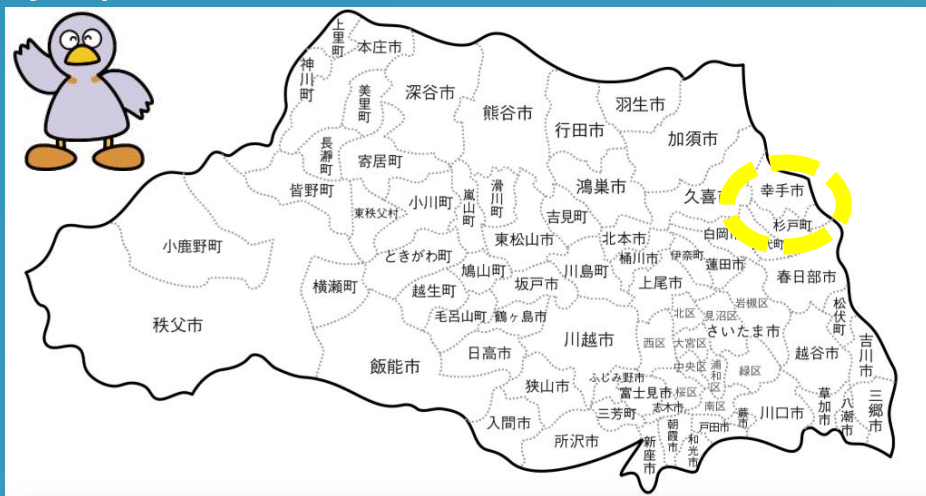 上里町
本庄市
神川町
美里町
深谷市
熊谷市
羽生市
行田市
加須市
長瀞町
寄居町
皆野町
東秩父村
小川町
嵐山町
滑川町
鴻巣市
久喜市
幸手市
杉戸町
吉見町
小鹿野町
ときがわ町
東松山市
北本市
白岡市
代町
桶川市
伊奈町
蓮田市
横瀬町
鳩山町
越生町
坂戸市
川島町
上尾市
春日部市
秩父市
毛呂山町
鶴ヶ島市
川越市
北区
見沼区
岩槻区
さいたま市
松伏町
吉川市
飯能市
日高市
西区
大宮区
中央区
浦和区
緑区
越谷市
狭山市
ふじみ野市
富士見市
桜区
入間市
三芳町
志木市
南区
蕨市
川口市
草加市
八潮市
三郷市
所沢市
新座市
朝霞市
和光市
戸田市